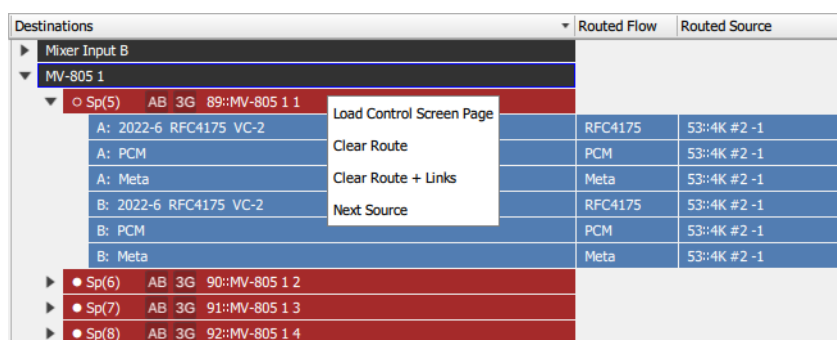 Destinations Routed Flow Routed Source
Mixer Input B
MV-805 1
Sp(5) AB 3G 89::MV-805 1 1
Load Control Screen Page
A: 2022-6 RFC4175 VC-2 RFC4175 53::4K #2 -1
Clear Route
A: PCM PCM 53::4K #2 -1
A: Meta Clear Route + Links Meta 53::4K #2 -1
B: 2022-6 RFC4175 VC-2 Next Source RFC4175 53::4K #2 -1
B: PCM PCM 53::4K #2 -1
B: Meta Meta 53::4K #2 -1
Sp(6) AB 3G 90::MV-805 1 2
Sp(7) AB 3G 91::MV-805 1 3
Sp(8) AB 3G 92::MV-805 1 4